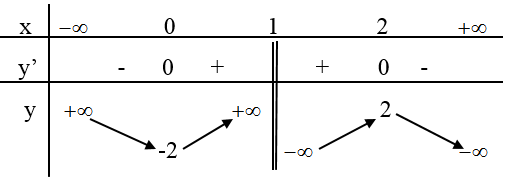 x −∞ 0 1 2 +∞
y’ - 0 + + 0 -
y +∞ -2 +∞ −∞ 2 −∞